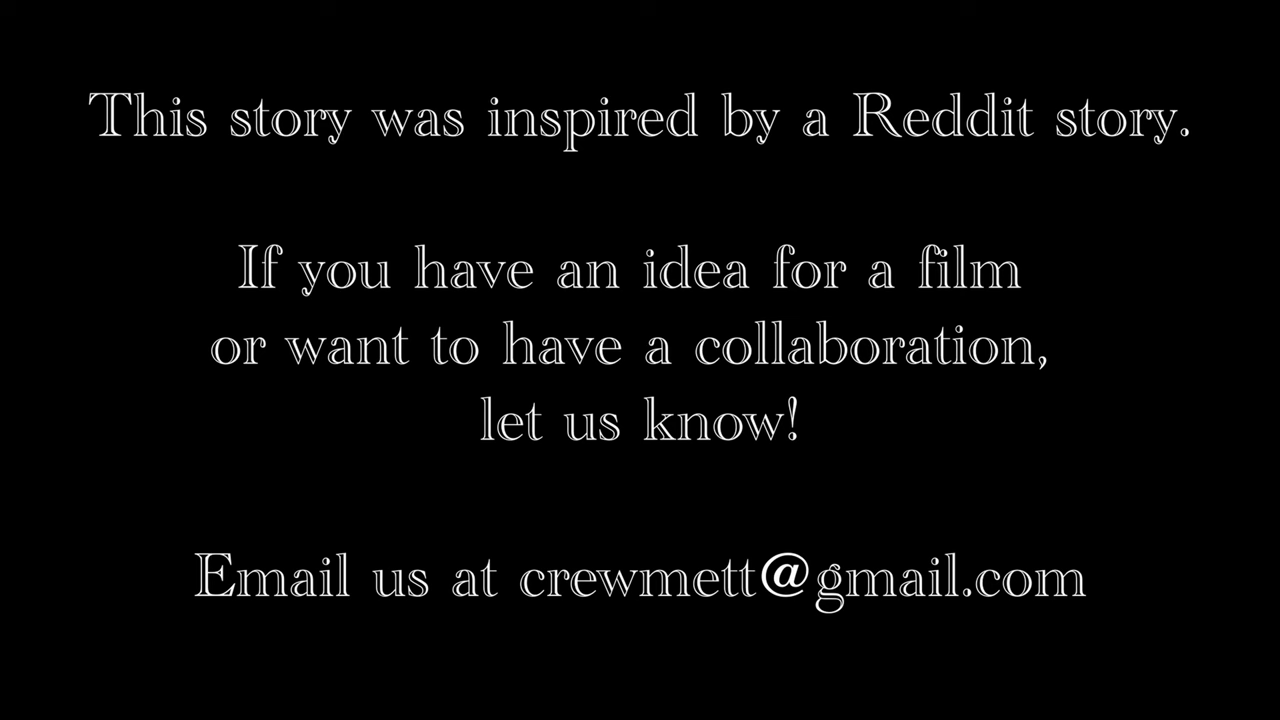 This story was inspired by a Reddit story.
If you have an idea for a film
or want to have a collaboration,
let us know!
Email us at crewmett@gmail.com